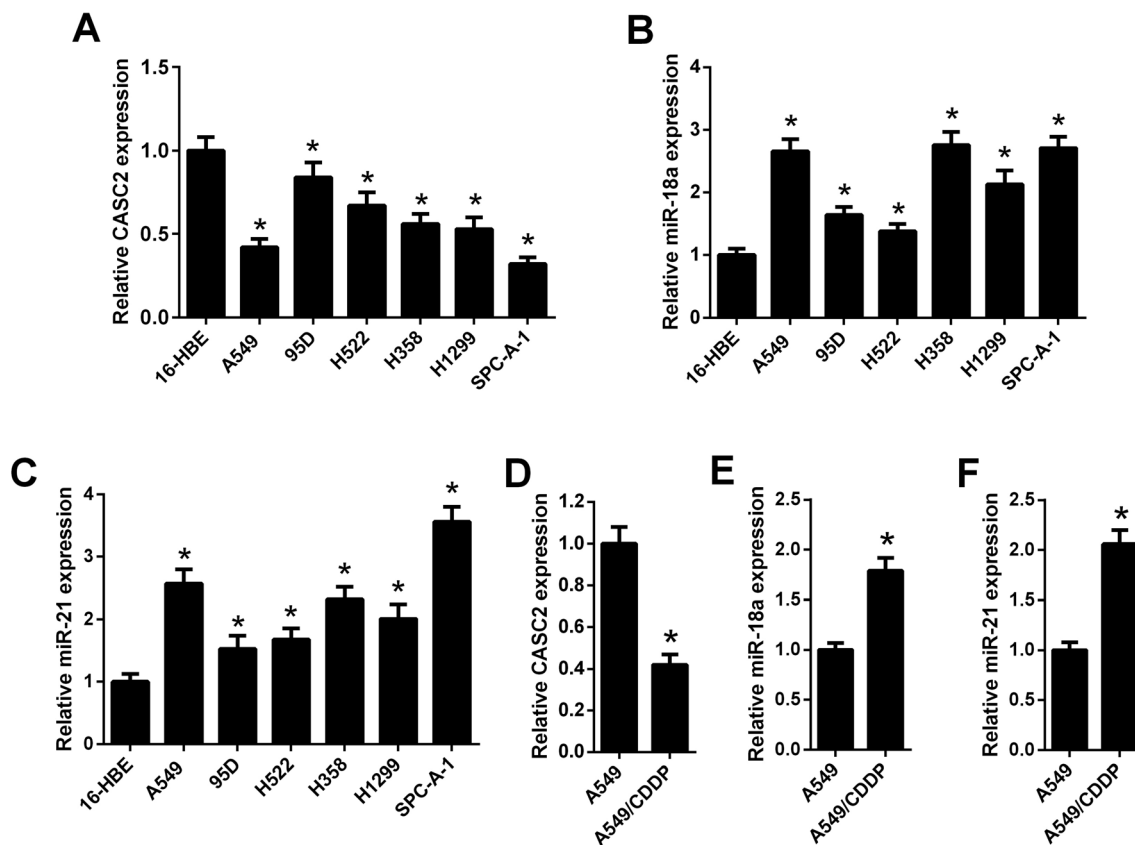 A
Relative CASC2 expression
1.5
1.0
0.5
0.0
* * * * * *
16-HBE A549 95D H522 H358 H1299 SPC-A-1
B
Relative miR-18a expression
4
3
2
1
0
* * * * * *
16-HBE A549 95D H522 H358 H1299 SPC-A-1
C
Relative miR-21 expression
4
3
2
1
0
* * * * * *
16-HBE A549 95D H522 H358 H1299 SPC-A-1
D
Relative CASC2 expression
1.2
1.0
0.8
0.6
0.4
0.2
0.0
*
A549 A549/CDDP
E
Relative miR-18a expression
2.5
2.0
1.5
1.0
0.5
0.0
*
A549 A549/CDDP
F
Relative miR-21 expression
2.5
2.0
1.5
1.0
0.5
0.0
*
A549 A549/CDDP